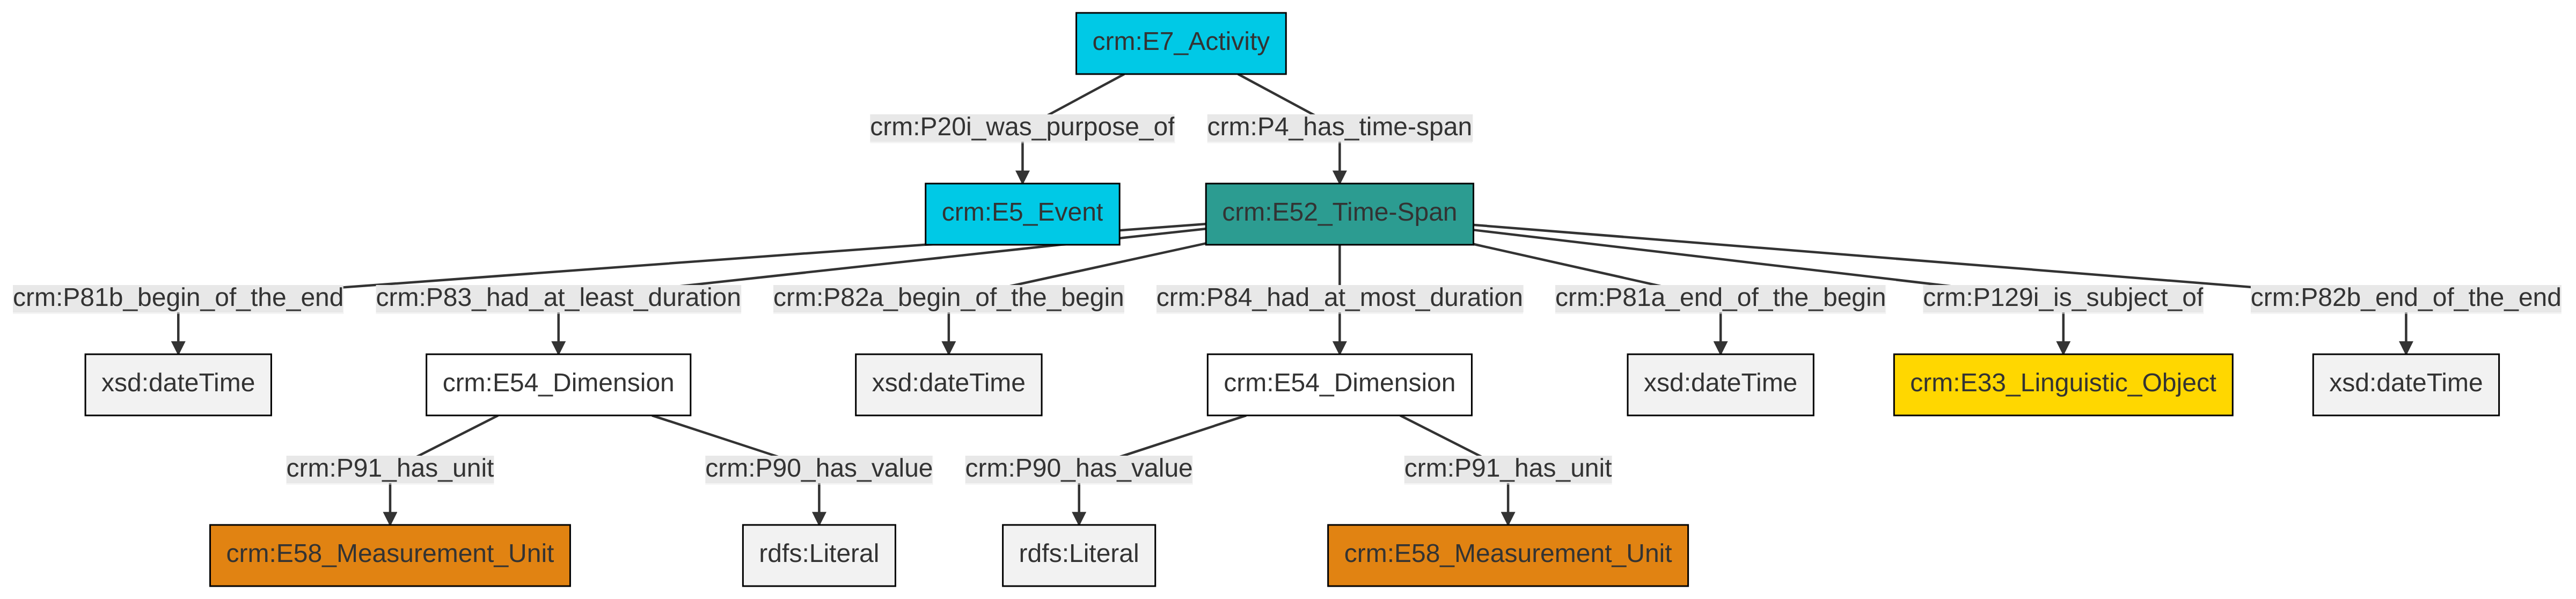 crm:E7_Activity
crm:P20i_was_purpose_of
crm:P4_has_time-span
crm:E5_Event
crm:E52_Time-Span
crm:P81b_begin_of_the_end
crm:P83_had_at_least_duration
crm:P82a_begin_of_the_begin
crm:P84_had_at_most_duration
crm:P81a_end_of_the_begin
crm:P129i_is_subject_of
crm:P82b_end_of_the_end
xsd:dateTime
crm:E54_Dimension
xsd:dateTime
crm:E54_Dimension
xsd:dateTime
crm:E33_Linguistic_Object
xsd:dateTime
crm:P91_has_unit
crm:P90_has_value
crm:P90_has_value
crm:P91_has_unit
crm:E58_Measurement_Unit
rdfs:Literal
rdfs:Literal
crm:E58_Measurement_Unit